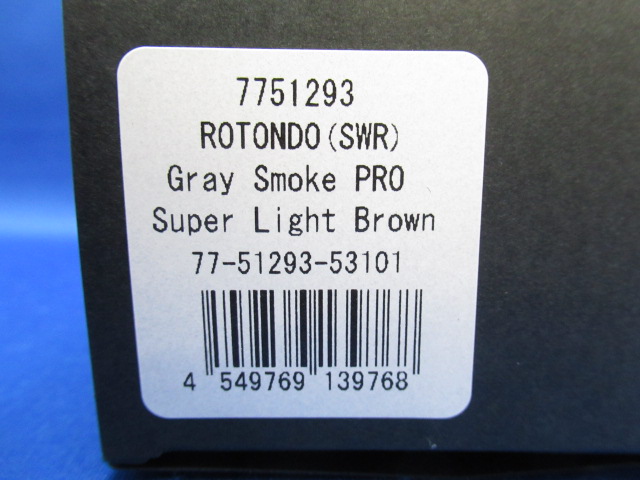 7751293
ROTONDO(SWR)
Gray Smoke PRO
Super Light Brown
77-51293-53101
4 549769 139768